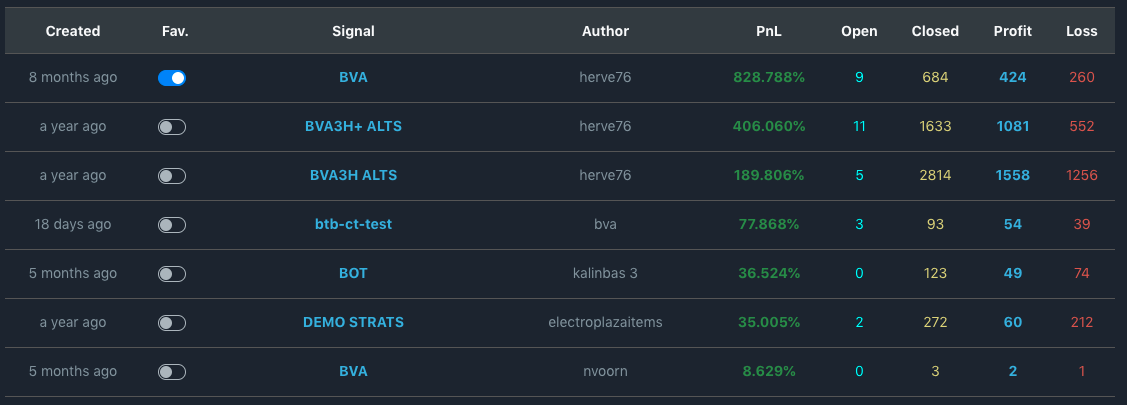 Created Fav. Signal Author PnL Open Closed Profit Loss
8 months ago BVA herve76 828.788% 9 684 424 260
a year ago BVA3H+ ALTS herve76 406.060% 11 1633 1081 552
a year ago BVA3H ALTS herve76 189.806% 5 2814 1558 1256
18 days ago btb-ct-test bva 77.868% 3 93 54 39
5 months ago BOT kalinbas 3 36.524% 0 123 49 74
a year ago DEMO STRATS electroplazaitems 35.005% 2 272 60 212
5 months ago BVA nvoorn 8.629% 0 3 2 1